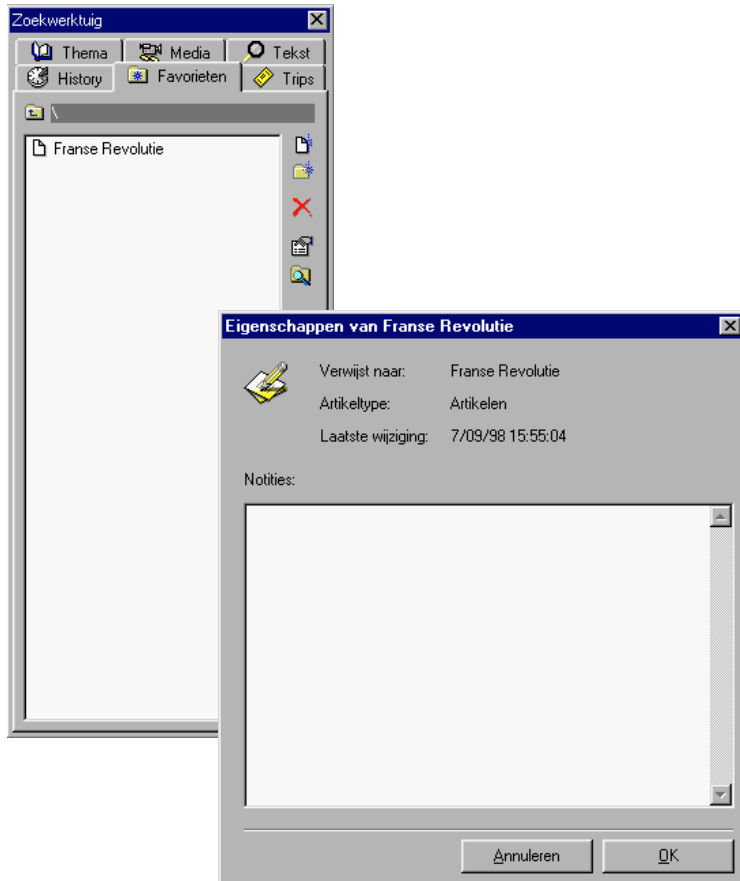 Zoekwerktuig
Thema Media Tekst
History Favorieten Trips
\
Franse Revolutie
Eigenschappen van Franse Revolutie
Verwijst naar: Franse Revolutie
Artikeltype: Artikelen
Laatste wijziging: 7/09/98 15:55:04
Notities:
Annuleren OK